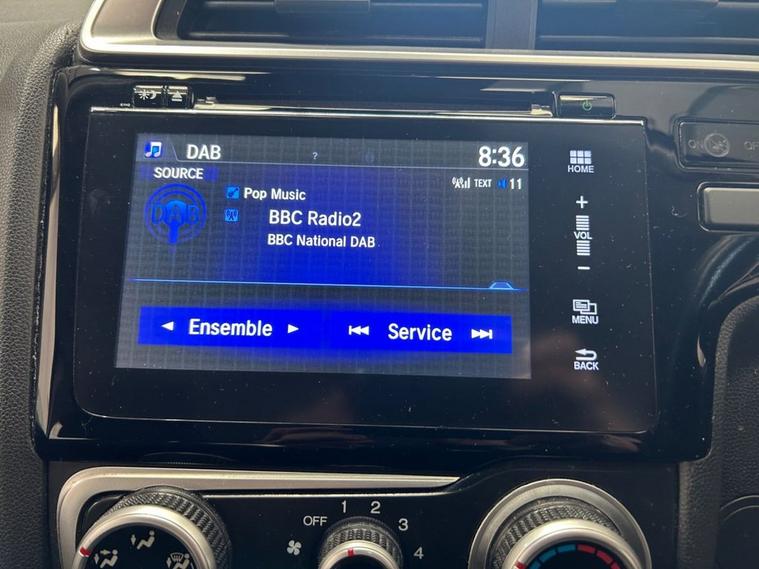 DAB 8:36
SOURCE
TEXT 11
Pop Music
DAB
BBC Radio2
BBC National DAB
Ensemble Service
HOME
+
VOL
−
MENU
BACK
OFF 1 2 3 4